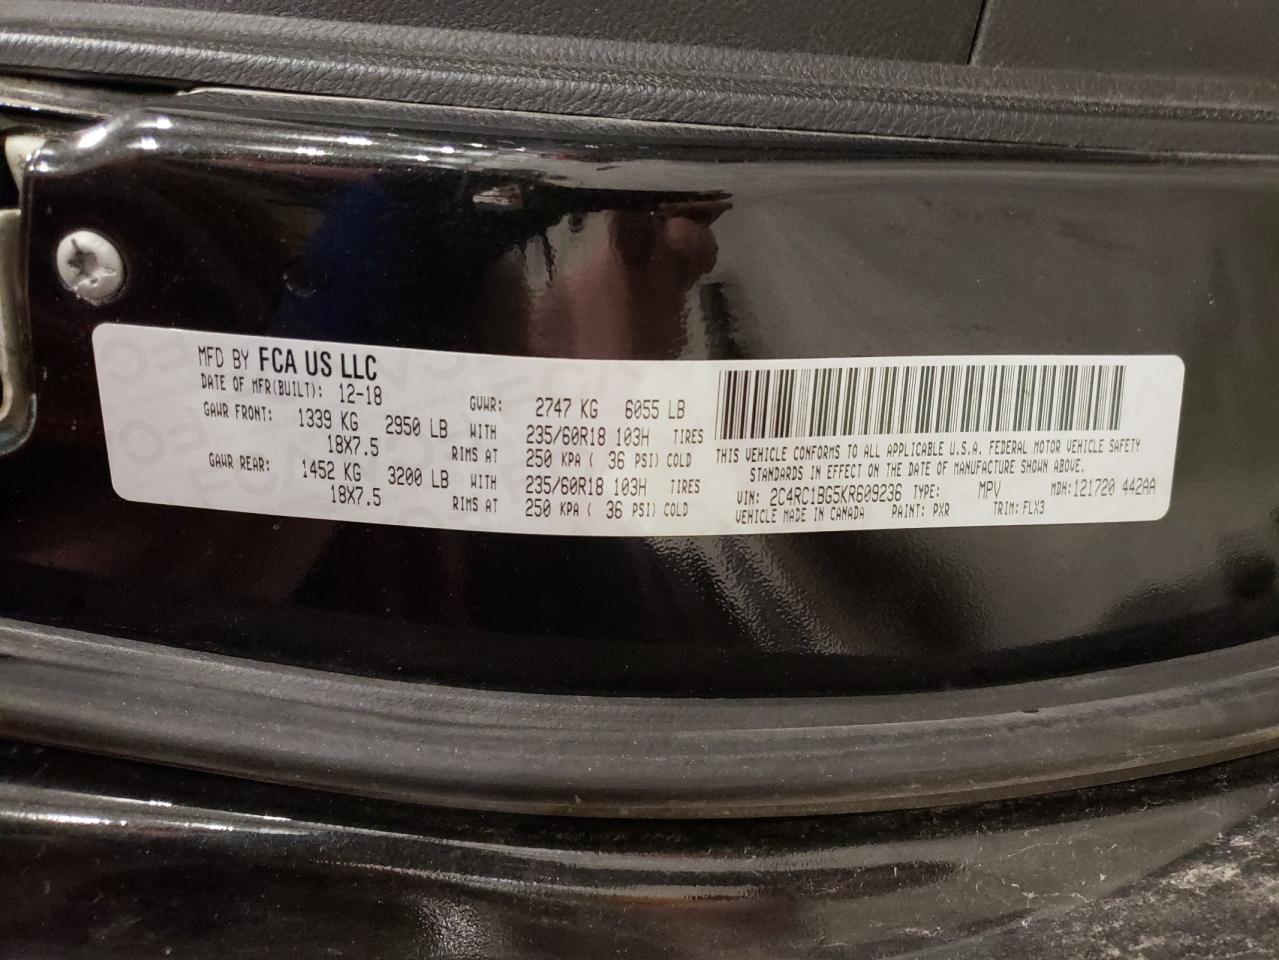 MFD BY FCA US LLC
DATE OF MFR(BUILT): 12-18 GVWR: 2747 KG 6055 LB
GAWR FRONT: 1339 KG 2950 LB WITH 235/60R18 103H TIRES
18X7.5 RIMS AT 250 KPA ( 36 PSI) COLD
GAWR REAR: 1452 KG 3200 LB WITH 235/60R18 103H TIRES
18X7.5 RIMS AT 250 KPA ( 36 PSI) COLD
THIS VEHICLE CONFORMS TO ALL APPLICABLE U.S.A. FEDERAL MOTOR VEHICLE SAFETY
STANDARDS IN EFFECT ON THE DATE OF MANUFACTURE SHOWN ABOVE.
VIN: 2C4RC1BG5KR609236 TYPE: MPV MDH:121720 442AA
VEHICLE MADE IN CANADA PAINT: PXR TRIM: FLX3